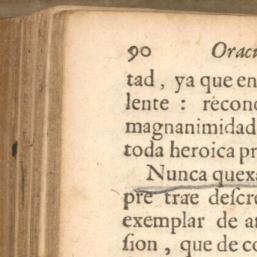 90 Oracu
tad, ya que en
lente : recono
magnanimidad
toda heroica pr
Nunca quexa
pre trae descre
exemplar de at
sion, que de co